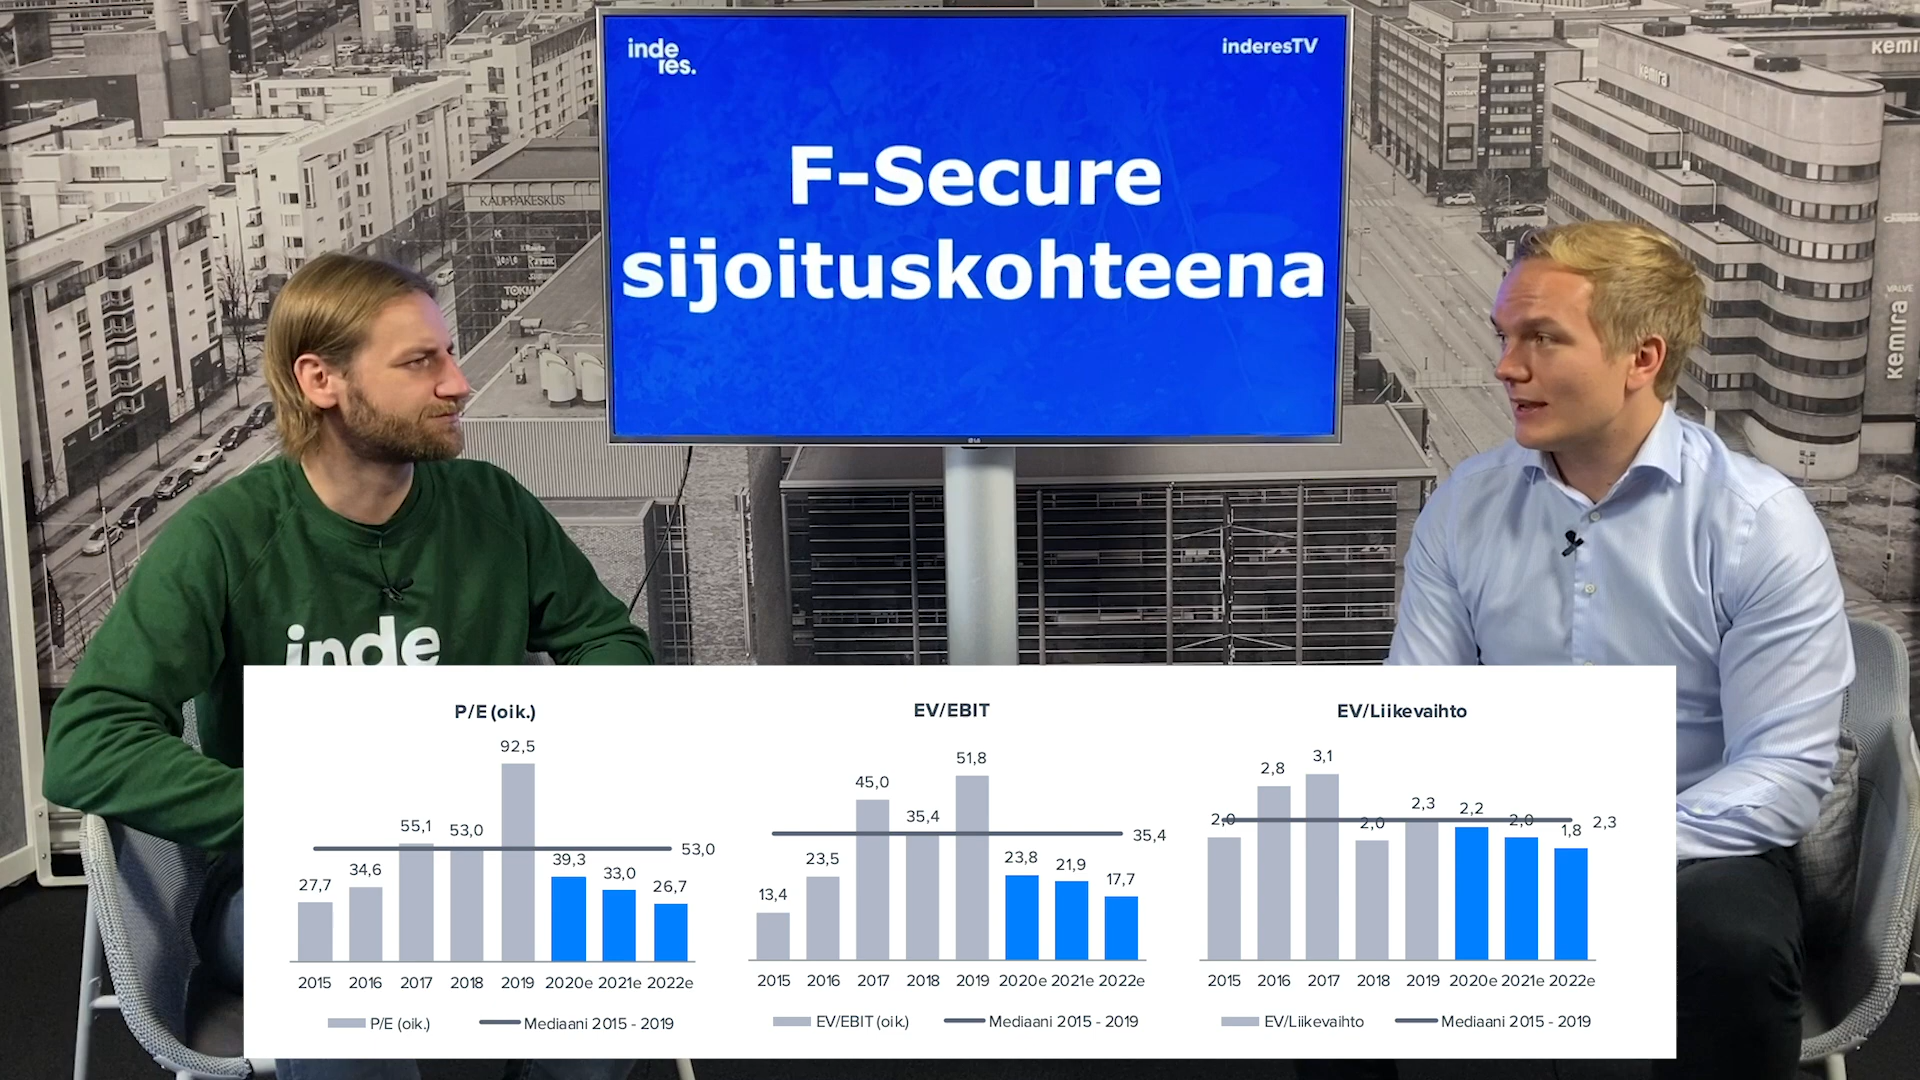 inde
res.
inderesTV
F-Secure
sijoituskohteena
KAUPPAKESKUS
kemira
kemi
accenture
VALVE
kemira
LG
inde
P/E (oik.)
92,5
55,1
53,0
34,6
27,7
39,3
33,0
26,7
53,0
2015 2016 2017 2018 2019 2020e 2021e 2022e
P/E (oik.)
Mediaani 2015 - 2019
EV/EBIT
51,8
45,0
35,4
23,5
13,4
23,8
21,9
17,7
35,4
2015 2016 2017 2018 2019 2020e 2021e 2022e
EV/EBIT (oik.)
Mediaani 2015 - 2019
EV/Liikevaihto
2,0
2,8
3,1
2,0
2,3
2,2
2,0
1,8
2,3
2015 2016 2017 2018 2019 2020e 2021e 2022e
EV/Liikevaihto
Mediaani 2015 - 2019